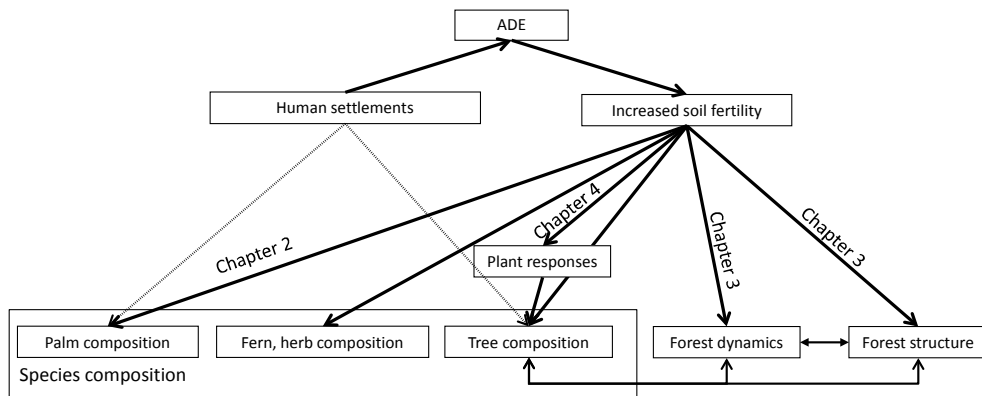 ADE
Human settlements
Increased soil fertility
Chapter 2
Chapter 4
Chapter 3
Chapter 3
Plant responses
Palm composition
Fern, herb composition
Tree composition
Forest dynamics
Forest structure
Species composition